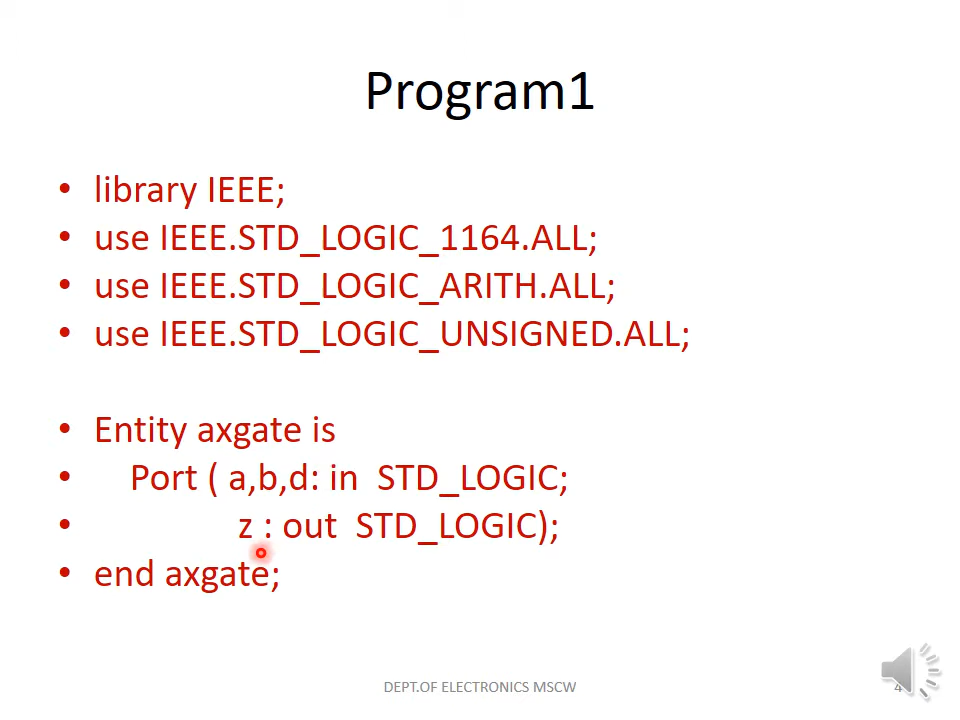 Program1
• library IEEE;
• use IEEE.STD_LOGIC_1164.ALL;
• use IEEE.STD_LOGIC_ARITH.ALL;
• use IEEE.STD_LOGIC_UNSIGNED.ALL;
• Entity axgate is
• Port ( a,b,d: in STD_LOGIC;
• z : out STD_LOGIC);
• end axgate;
DEPT.OF ELECTRONICS MSCW
4